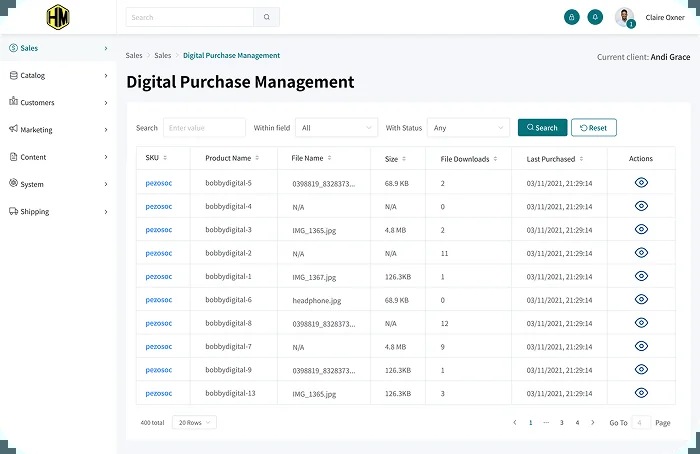 HM
Search
1
Claire Oxner
Sales
Catalog
Customers
Marketing
Content
System
Shipping
Sales > Sales > Digital Purchase Management
Current client: Andi Grace
Digital Purchase Management
Search Enter value Within field All With Status Any Search Reset
SKU Product Name File Name Size File Downloads Last Purchased Actions
pezosoc bobbydigital-5 0398819_8328373... 68.9 KB 2 03/11/2021, 21:29:14
pezosoc bobbydigital-4 N/A N/A 0 03/11/2021, 21:29:14
pezosoc bobbydigital-3 IMG_1365.jpg 4.8 MB 2 03/11/2021, 21:29:14
pezosoc bobbydigital-2 N/A N/A 11 03/11/2021, 21:29:14
pezosoc bobbydigital-1 IMG_1367.jpg 126.3KB 1 03/11/2021, 21:29:14
pezosoc bobbydigital-6 headphone.jpg 68.9 KB 0 03/11/2021, 21:29:14
pezosoc bobbydigital-8 0398819_8328373... N/A 12 03/11/2021, 21:29:14
pezosoc bobbydigital-7 N/A 4.8 MB 9 03/11/2021, 21:29:14
pezosoc bobbydigital-9 0398819_8328373... 126.3KB 1 03/11/2021, 21:29:14
pezosoc bobbydigital-13 IMG_1365.jpg 126.3KB 3 03/11/2021, 21:29:14
400 total 20 Rows < 1 ··· 3 4 > Go To 4 Page